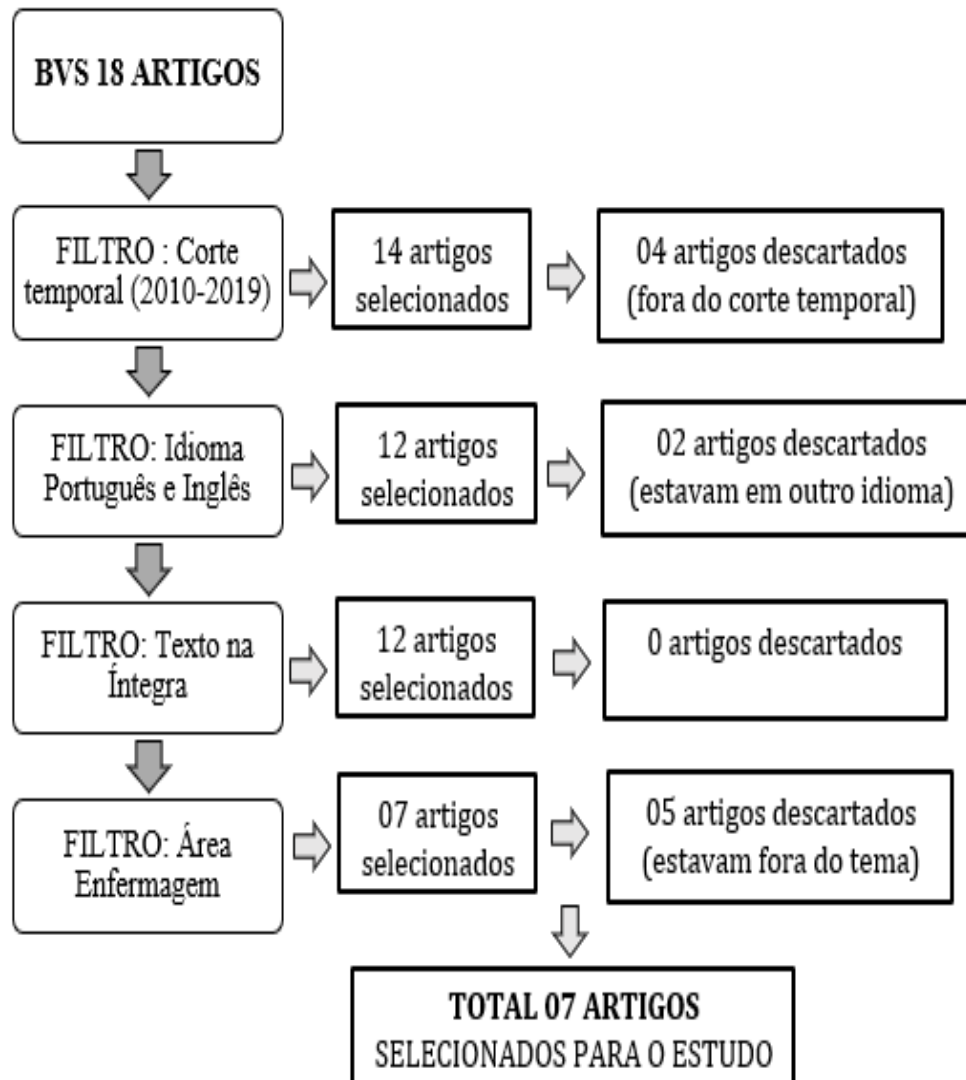 BVS 18 ARTIGOS
FILTRO : Corte
temporal (2010-2019)
14 artigos
selecionados
04 artigos descartados
(fora do corte temporal)
FILTRO: Idioma
Português e Inglês
12 artigos
selecionados
02 artigos descartados
(estavam em outro idioma)
FILTRO: Texto na
Íntegra
12 artigos
selecionados
0 artigos descartados
FILTRO: Área
Enfermagem
07 artigos
selecionados
05 artigos descartados
(estavam fora do tema)
TOTAL 07 ARTIGOS
SELECIONADOS PARA O ESTUDO